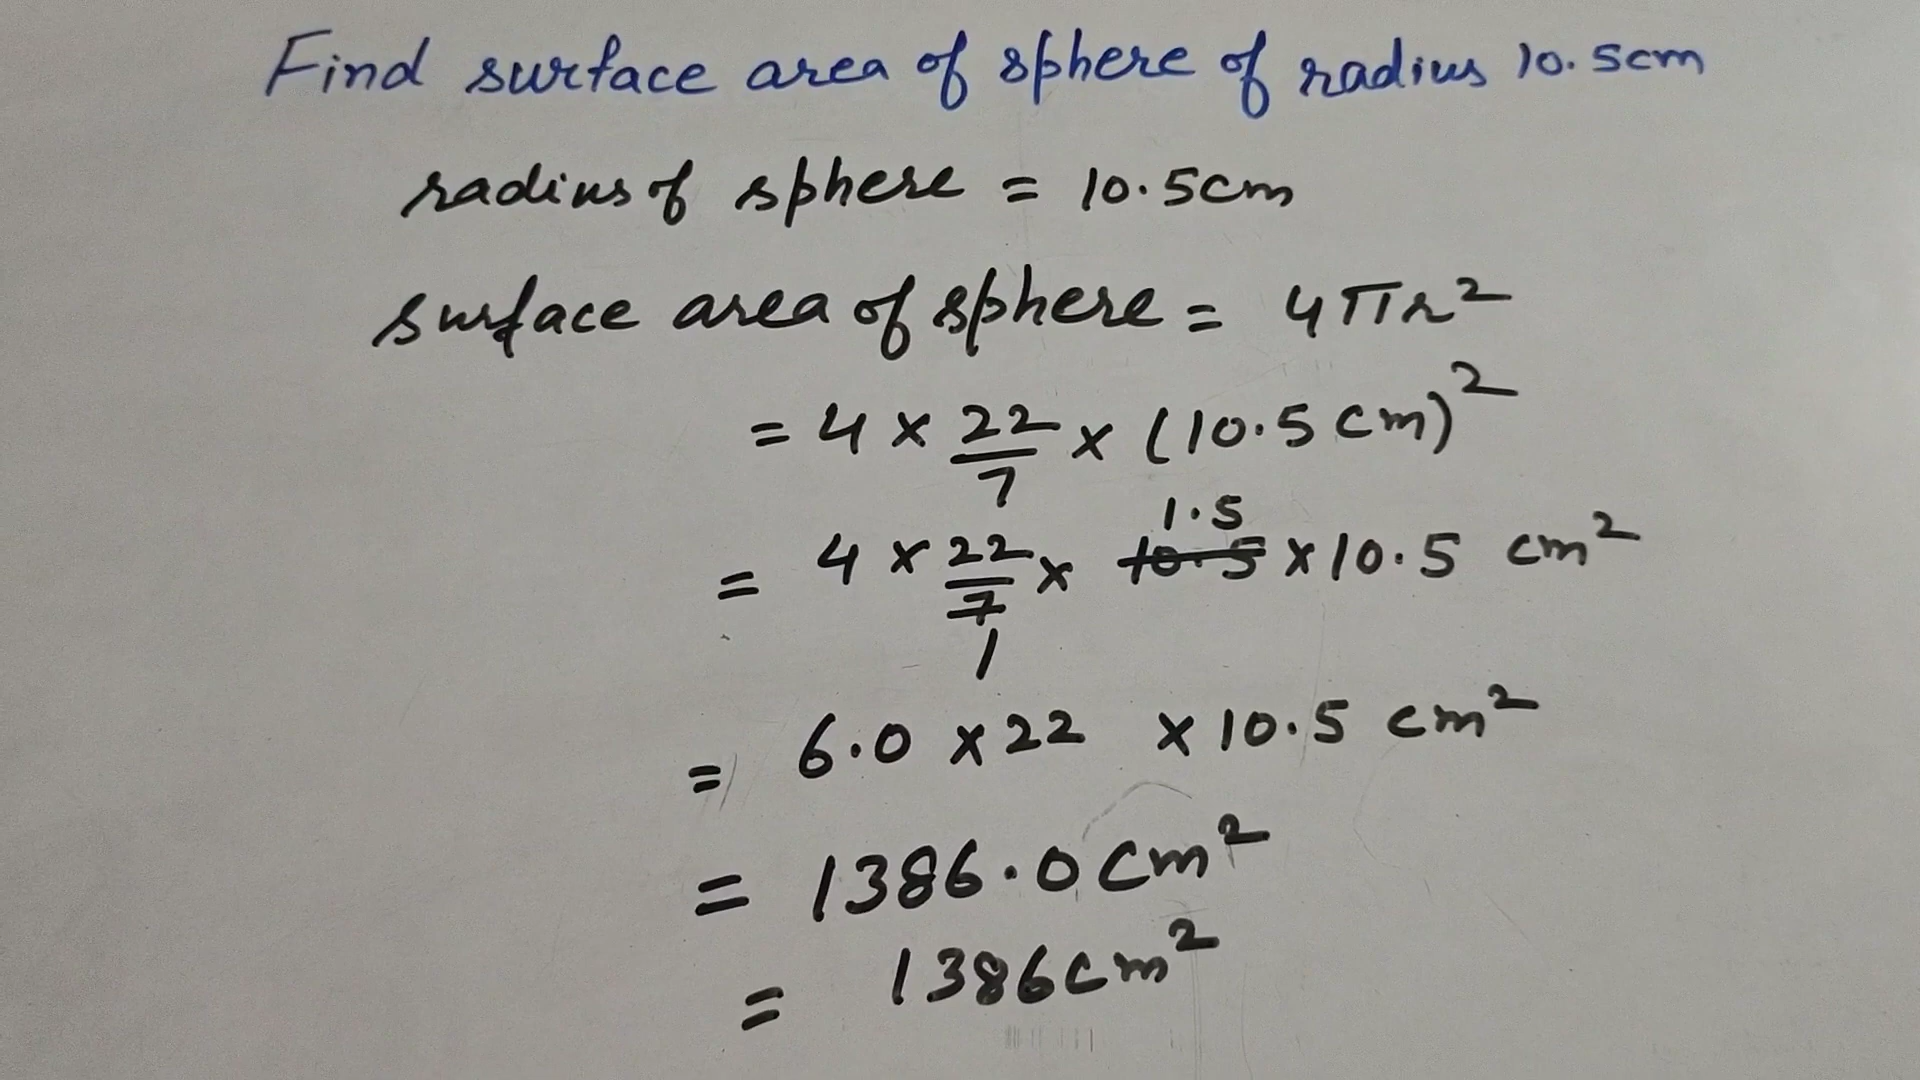 Find surface area of sphere of radius 10.5cm
radius of sphere = 10.5cm
surface area of sphere = 4πr²
= 4 × 22/7 × (10.5 cm)²
1.5
= 4 × 22/7 × 10.5 × 10.5 cm²
1
= 6.0 × 22 × 10.5 cm²
= 1386.0 cm²
= 1386cm²